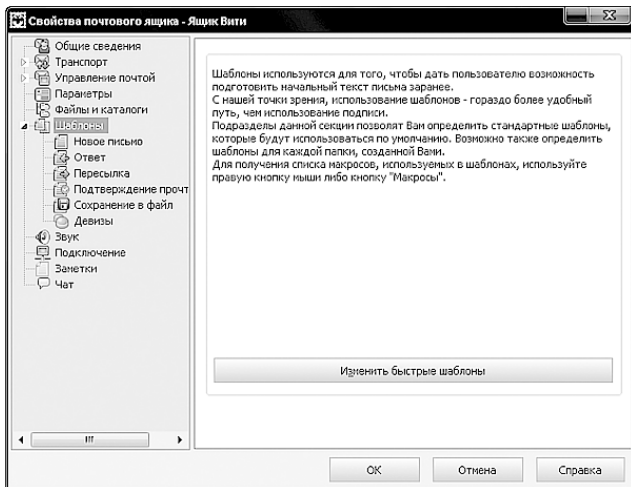 Свойства почтового ящика - Ящик Вити
Общие сведения
Транспорт
Управление почтой
Параметры
Файлы и каталоги
Шаблоны
Новое письмо
Ответ
Пересылка
Подтверждение прочт
Сохранение в файл
Девизы
Звук
Подключение
Заметки
Чат
Шаблоны используются для того, чтобы дать пользователю возможность
подготовить начальный текст письма заранее.
С нашей точки зрения, использование шаблонов - гораздо более удобный
путь, чем использование подписи.
Подразделы данной секции позволят Вам определить стандартные шаблоны,
которые будут использоваться по умолчанию. Возможно также определить
шаблоны для каждой папки, созданной Вами.
Для получения списка макросов, используемых в шаблонах, используйте
правую кнопку мыши либо кнопку "Макросы".
Изменить быстрые шаблоны
ОК
Отмена
Справка